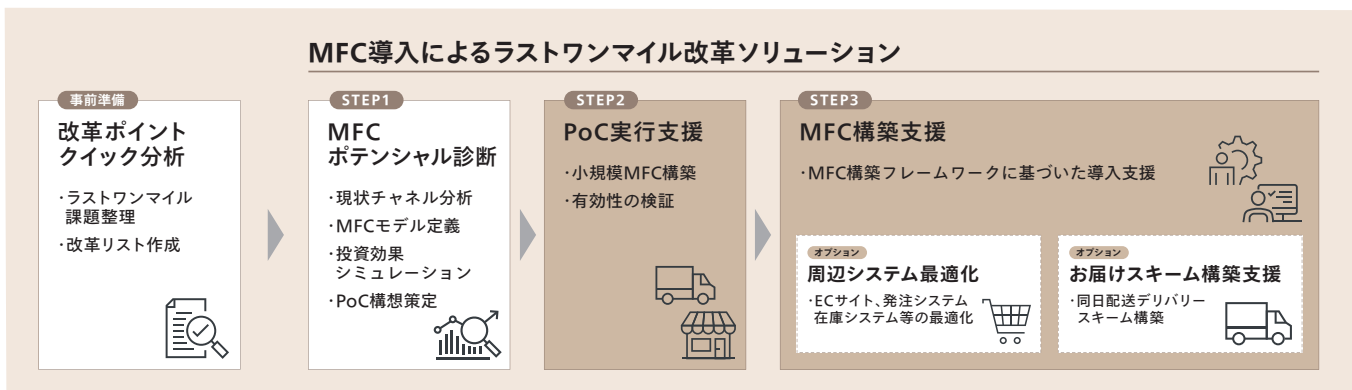 MFC導入によるラストワンマイル改革ソリューション
事前準備
改革ポイント
クイック分析
・ラストワンマイル
課題整理
・改革リスト作成
STEP1
MFC
ポテンシャル診断
・現状チャネル分析
・MFCモデル定義
・投資効果
シミュレーション
・PoC構想策定
STEP2
PoC実行支援
・小規模MFC構築
・有効性の検証
STEP3
MFC構築支援
・MFC構築フレームワークに基づいた導入支援
オプション
周辺システム最適化
・ECサイト、発注システム
在庫システム等の最適化
オプション
お届けスキーム構築支援
・同日配送デリバリー
スキーム構築